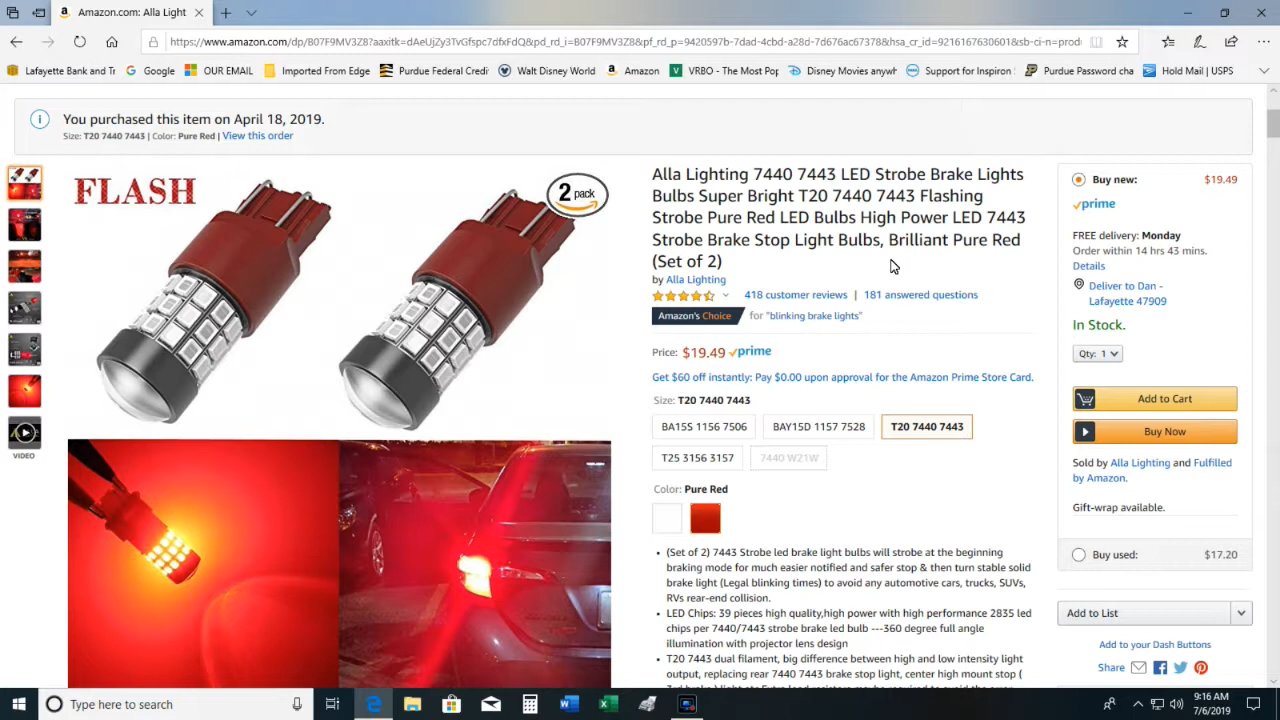 Amazon.com: Alla Light
https://www.amazon.com/dp/B07F9MV3Z8?aaxitk=dAeUjZy3TvGfspc7dfxFdQ&pd_rd_i=B07F9MV3Z8&pf_rd_p=9420597b-7dad-4cbd-a28d-7d676ac67378&hsa_cr_id=9216167630601&sb-ci-n=prod
Lafayette Bank and Tr
Google
OUR EMAIL
Imported From Edge
Purdue Federal Credi
Walt Disney World
Amazon
VRBO - The Most Pop
Disney Movies anywh
Support for Inspiron
Purdue Password cha
Hold Mail | USPS
You purchased this item on April 18, 2019.
Size: T20 7440 7443 | Color: Pure Red | View this order
FLASH
2 pack
VIDEO
Alla Lighting 7440 7443 LED Strobe Brake Lights
Bulbs Super Bright T20 7440 7443 Flashing
Strobe Pure Red LED Bulbs High Power LED 7443
Strobe Brake Stop Light Bulbs, Brilliant Pure Red
(Set of 2)
by Alla Lighting
418 customer reviews | 181 answered questions
Amazon's Choice for "blinking brake lights"
Price: $19.49 prime
Get $60 off instantly: Pay $0.00 upon approval for the Amazon Prime Store Card.
Size: T20 7440 7443
BA15S 1156 7506
BAY15D 1157 7528
T20 7440 7443
T25 3156 3157
7440 W21W
Color: Pure Red
(Set of 2) 7443 Strobe led brake light bulbs will strobe at the beginning
braking mode for much easier notified and safer stop & then turn stable solid
brake light (Legal blinking times) to avoid any automotive cars, trucks, SUVs,
RVs rear-end collision.
LED Chips: 39 pieces high quality,high power with high performance 2835 led
chips per 7440/7443 strobe brake led bulb ---360 degree full angle
illumination with projector lens design
T20 7443 dual filament, big difference between high and low intensity light
output, replacing rear 7440 7443 brake stop light, center high mount stop (
Buy new: $19.49
prime
FREE delivery: Monday
Order within 14 hrs 43 mins.
Details
Deliver to Dan -
Lafayette 47909
In Stock.
Qty: 1
Add to Cart
Buy Now
Sold by Alla Lighting and Fulfilled
by Amazon.
Gift-wrap available.
Buy used: $17.20
Add to List
Add to your Dash Buttons
Share
Type here to search
9:16 AM
7/6/2019